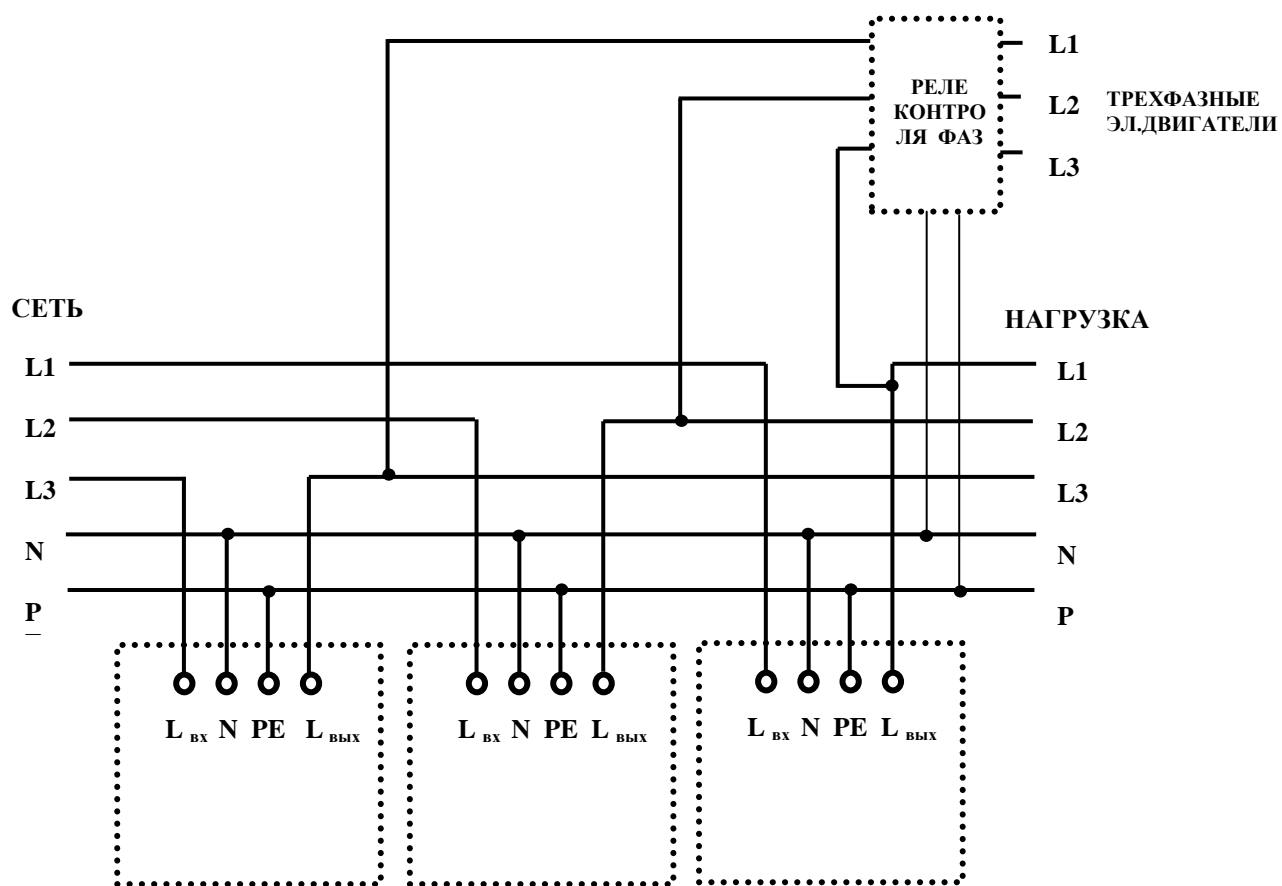 L1
РЕЛЕ
КОНТРО
ЛЯ ФАЗ
L2
ТРЕХФАЗНЫЕ
ЭЛ.ДВИГАТЕЛИ
L3
СЕТЬ
НАГРУЗКА
L1
L1
L2
L2
L3
L3
N
N
P
P
L вх N PE L вых
L вх N PE L вых
L вх N PE L вых